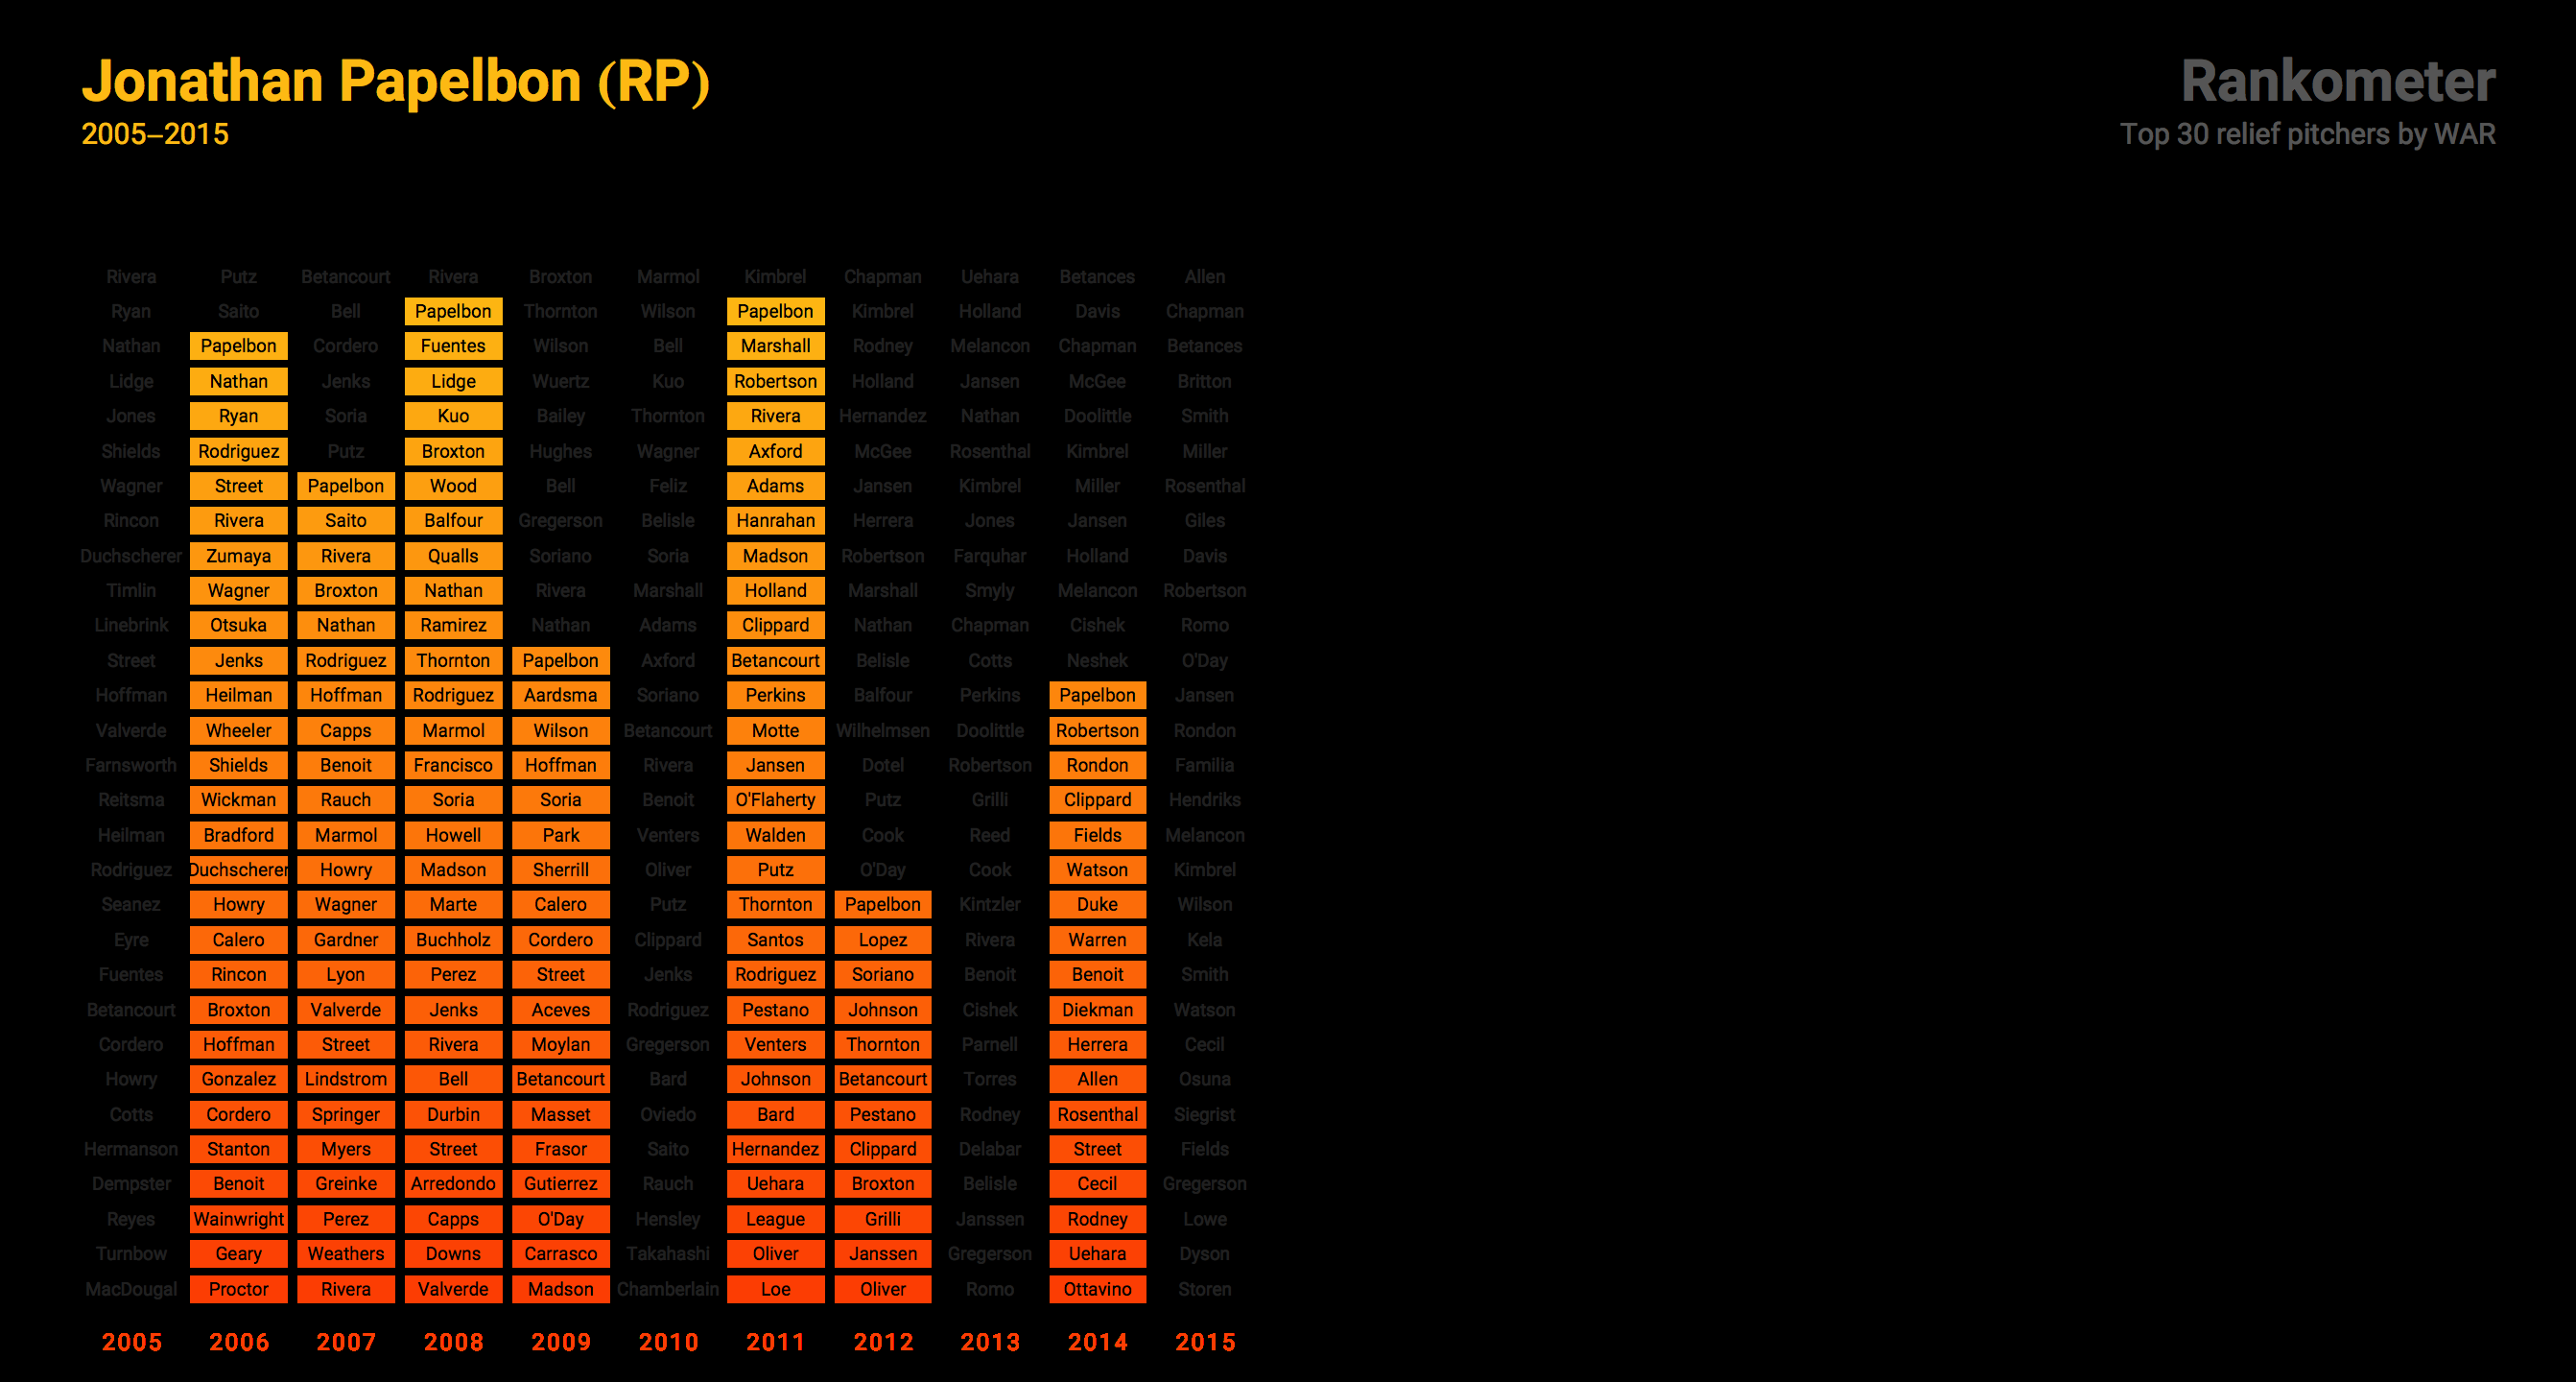 Jonathan Papelbon (RP)
2005–2015
Rankometer
Top 30 relief pitchers by WAR
Rivera Putz Betancourt Rivera Broxton Marmol Kimbrel Chapman Uehara Betances Allen
Ryan Saito Bell Papelbon Thornton Wilson Papelbon Kimbrel Holland Davis Chapman
Nathan Papelbon Cordero Fuentes Wilson Bell Marshall Rodney Melancon Chapman Betances
Lidge Nathan Jenks Lidge Wuertz Kuo Robertson Holland Jansen McGee Britton
Jones Ryan Soria Kuo Bailey Thornton Rivera Hernandez Nathan Doolittle Smith
Shields Rodriguez Putz Broxton Hughes Wagner Axford McGee Rosenthal Kimbrel Miller
Wagner Street Papelbon Wood Bell Feliz Adams Jansen Kimbrel Miller Rosenthal
Rincon Rivera Saito Balfour Gregerson Belisle Hanrahan Herrera Jones Jansen Giles
Duchscherer Zumaya Rivera Qualls Soriano Soria Madson Robertson Farquhar Holland Davis
Timlin Wagner Broxton Nathan Rivera Marshall Holland Marshall Smyly Melancon Robertson
Linebrink Otsuka Nathan Ramirez Nathan Adams Clippard Nathan Chapman Cishek Romo
Street Jenks Rodriguez Thornton Papelbon Axford Betancourt Belisle Cotts Neshek O'Day
Hoffman Heilman Hoffman Rodriguez Aardsma Soriano Perkins Balfour Perkins Papelbon Jansen
Valverde Wheeler Capps Marmol Wilson Betancourt Motte Wilhelmsen Doolittle Robertson Rondon
Farnsworth Shields Benoit Francisco Hoffman Rivera Jansen Dotel Robertson Rondon Familia
Reitsma Wickman Rauch Soria Soria Benoit O'Flaherty Putz Grilli Clippard Hendriks
Heilman Bradford Marmol Howell Park Venters Walden Cook Reed Fields Melancon
Rodriguez Duchscherer Howry Madson Sherrill Oliver Putz O'Day Cook Watson Kimbrel
Seanez Howry Wagner Marte Calero Putz Thornton Papelbon Kintzler Duke Wilson
Eyre Calero Gardner Buchholz Cordero Clippard Santos Lopez Rivera Warren Kela
Fuentes Rincon Lyon Perez Street Jenks Rodriguez Soriano Benoit Benoit Smith
Betancourt Broxton Valverde Jenks Aceves Rodriguez Pestano Johnson Cishek Diekman Watson
Cordero Hoffman Street Rivera Moylan Gregerson Venters Thornton Parnell Herrera Cecil
Howry Gonzalez Lindstrom Bell Betancourt Bard Johnson Betancourt Torres Allen Osuna
Cotts Cordero Springer Durbin Masset Oviedo Bard Pestano Rodney Rosenthal Siegrist
Hermanson Stanton Myers Street Frasor Saito Hernandez Clippard Delabar Street Fields
Dempster Benoit Greinke Arredondo Gutierrez Rauch Uehara Broxton Belisle Cecil Gregerson
Reyes Wainwright Perez Capps O'Day Hensley League Grilli Janssen Rodney Lowe
Turnbow Geary Weathers Downs Carrasco Takahashi Oliver Janssen Gregerson Uehara Dyson
MacDougal Proctor Rivera Valverde Madson Chamberlain Loe Oliver Romo Ottavino Storen
2005 2006 2007 2008 2009 2010 2011 2012 2013 2014 2015